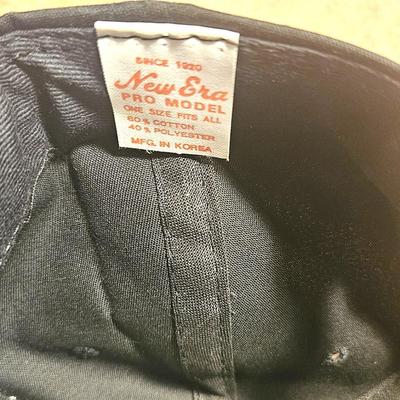 SINCE 1920
New Era
PRO MODEL
ONE SIZE FITS ALL
60% COTTON
40% POLYESTER
MFG. IN KOREA